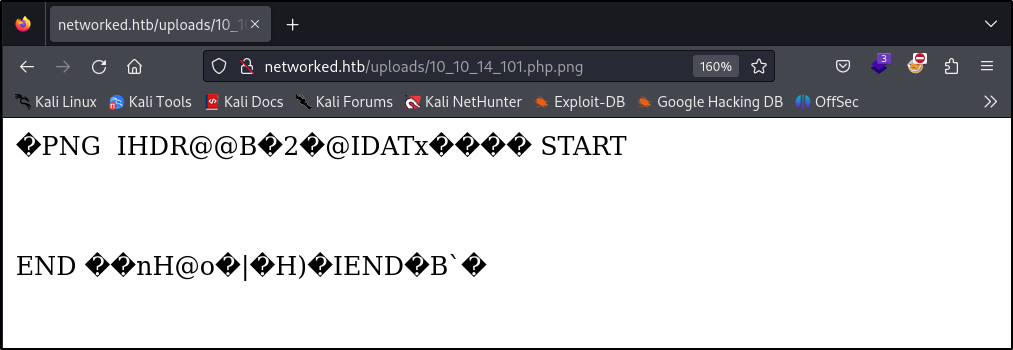 networked.htb/uploads/10_1
networked.htb/uploads/10_10_14_101.php.png
160%
3
Kali Linux
Kali Tools
Kali Docs
Kali Forums
Kali NetHunter
Exploit-DB
Google Hacking DB
OffSec
�PNG IHDR@@B�2�@IDATx���� START
END ��nH@o�|�H)�IEND�B`�